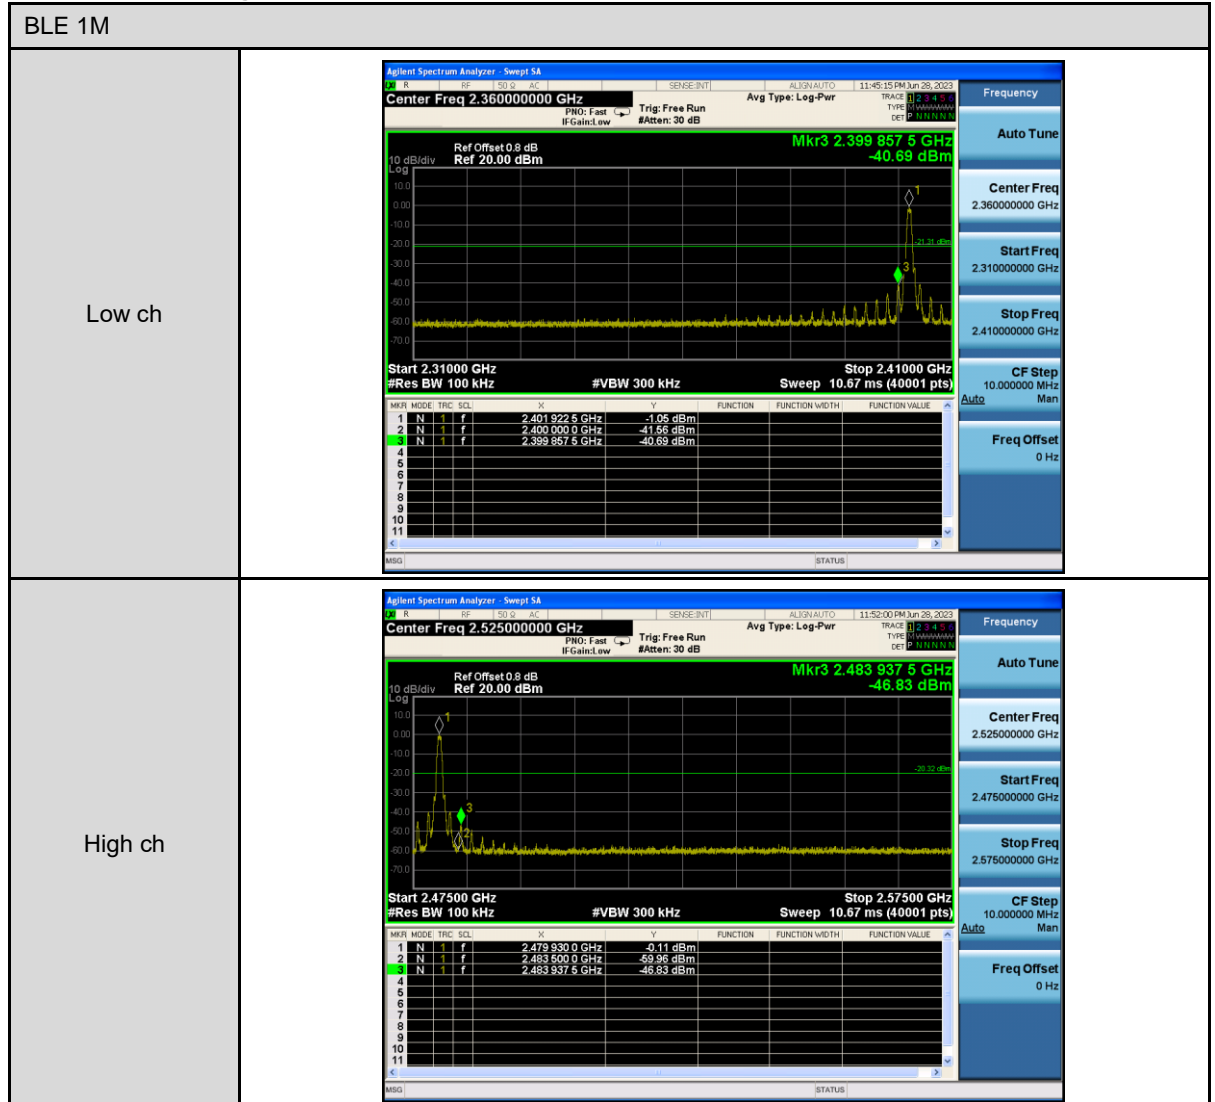 BLE 1M
Low ch
Agilent Spectrum Analyzer - Swept SA
R RF 50 Ω AC SENSE:INT ALIGN AUTO 11:45:15 PM Jun 28, 2023
Center Freq 2.360000000 GHz
PNO: Fast
IFGain:Low
Trig: Free Run
#Atten: 30 dB
Avg Type: Log-Pwr
TRACE 1 2 3 4 5 6
TYPE M
DET P N N N N N
Frequency
Auto Tune
Center Freq
2.360000000 GHz
Start Freq
2.310000000 GHz
Stop Freq
2.410000000 GHz
CF Step
10.000000 MHz
Auto Man
Freq Offset
0 Hz
Mkr3 2.399 857 5 GHz
-40.69 dBm
Ref Offset 0.8 dB
10 dB/div Ref 20.00 dBm
Log
10.0
0.00
-10.0
-20.0
-30.0
-40.0
-50.0
-60.0
-70.0
1
-21.31 dBm
3
Start 2.31000 GHz Stop 2.41000 GHz
#Res BW 100 kHz #VBW 300 kHz Sweep 10.67 ms (40001 pts)
MKR MODE TRC SCL X Y FUNCTION FUNCTION WIDTH FUNCTION VALUE
1 N 1 f 2.401 922 5 GHz -1.05 dBm
2 N 1 f 2.400 000 0 GHz -41.56 dBm
3 N 1 f 2.399 857 5 GHz -40.69 dBm
4
5
6
7
8
9
10
11
MSG STATUS
High ch
Agilent Spectrum Analyzer - Swept SA
R RF 50 Ω AC SENSE:INT ALIGN AUTO 11:52:00 PM Jun 28, 2023
Center Freq 2.525000000 GHz
PNO: Fast
IFGain:Low
Trig: Free Run
#Atten: 30 dB
Avg Type: Log-Pwr
TRACE 1 2 3 4 5 6
TYPE M
DET P N N N N N
Frequency
Auto Tune
Center Freq
2.525000000 GHz
Start Freq
2.475000000 GHz
Stop Freq
2.575000000 GHz
CF Step
10.000000 MHz
Auto Man
Freq Offset
0 Hz
Mkr3 2.483 937 5 GHz
-46.83 dBm
Ref Offset 0.8 dB
10 dB/div Ref 20.00 dBm
Log
10.0
0.00
-10.0
-20.0
-30.0
-40.0
-50.0
-60.0
-70.0
1
-20.32 dBm
3
2
Start 2.47500 GHz Stop 2.57500 GHz
#Res BW 100 kHz #VBW 300 kHz Sweep 10.67 ms (40001 pts)
MKR MODE TRC SCL X Y FUNCTION FUNCTION WIDTH FUNCTION VALUE
1 N 1 f 2.479 930 0 GHz -0.11 dBm
2 N 1 f 2.483 500 0 GHz -59.96 dBm
3 N 1 f 2.483 937 5 GHz -46.83 dBm
4
5
6
7
8
9
10
11
MSG STATUS